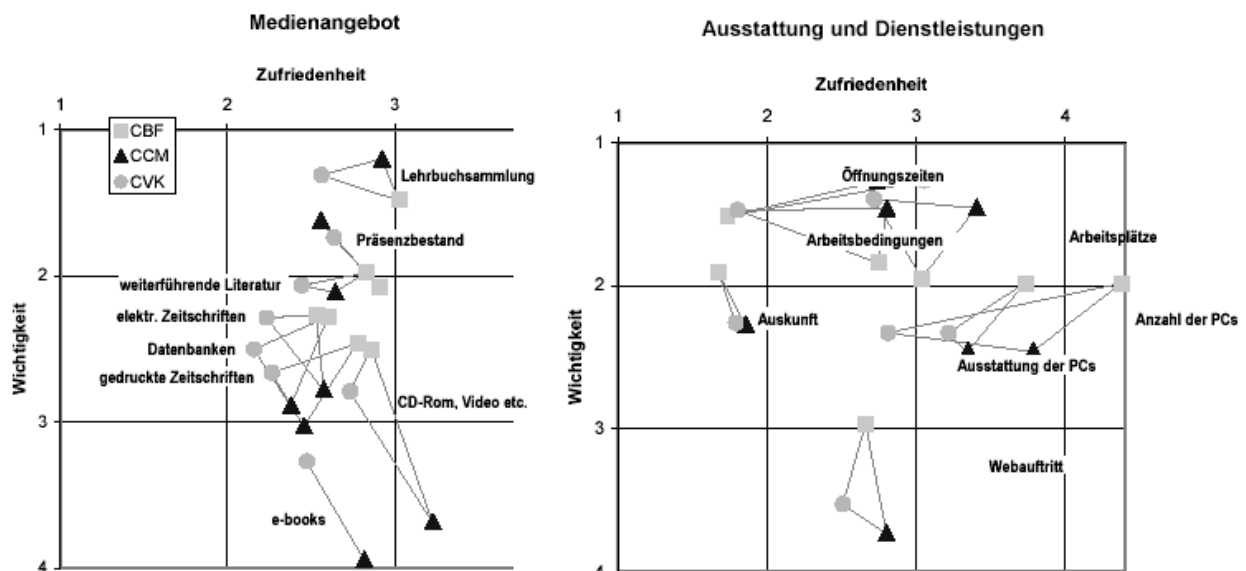 Medienangebot
Zufriedenheit
1 2 3
1
CBF
CCM
CVK
Lehrbuchsammlung
Präsenzbestand
2
weiterführende Literatur
elektr. Zeitschriften
Datenbanken
gedruckte Zeitschriften
CD-Rom, Video etc.
3
e-books
4
Wichtigkeit
Ausstattung und Dienstleistungen
Zufriedenheit
1 2 3 4
1
Öffnungszeiten
Arbeitsbedingungen
Arbeitsplätze
2
Auskunft
Anzahl der PCs
Ausstattung der PCs
3
Webauftritt
4
Wichtigkeit